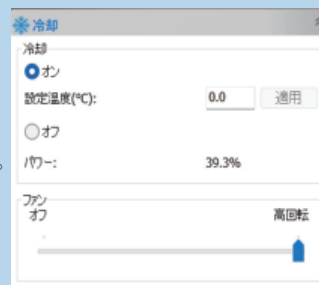 冷却
冷却
オン
設定温度(°C): 0.0 適用
オフ
パワー: 39.3%
ファン
オフ 高回転